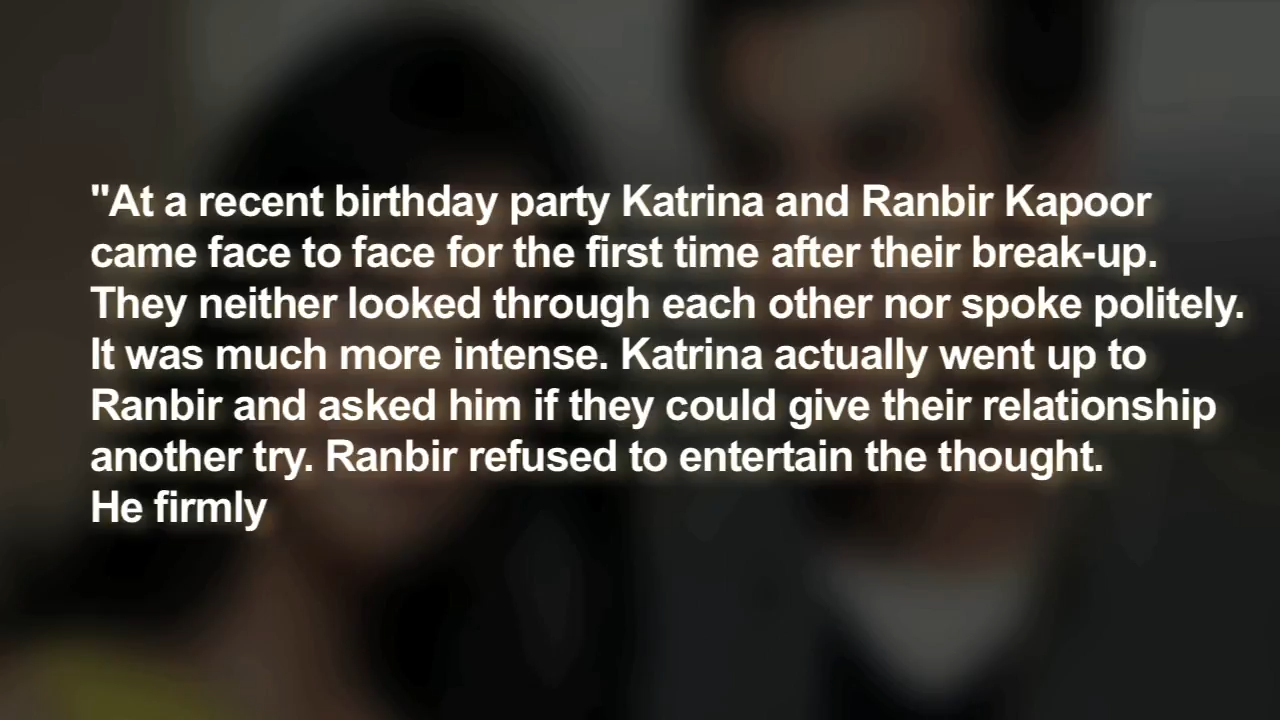 "At a recent birthday party Katrina and Ranbir Kapoor
came face to face for the first time after their break-up.
They neither looked through each other nor spoke politely.
It was much more intense. Katrina actually went up to
Ranbir and asked him if they could give their relationship
another try. Ranbir refused to entertain the thought.
He firmly